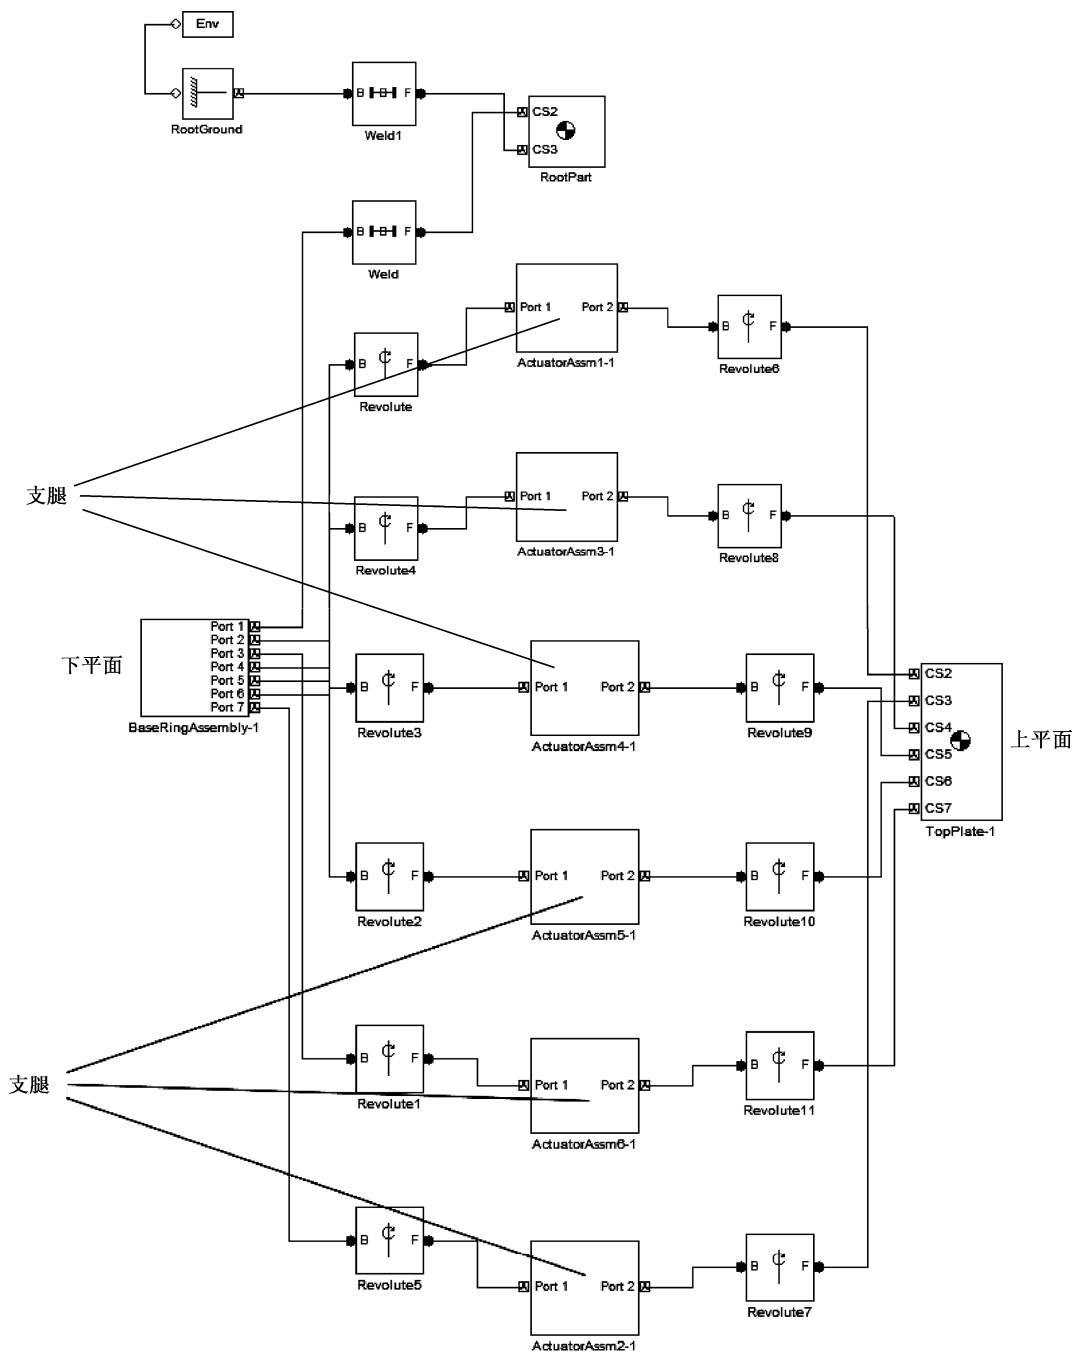 Env
RootGround
B F
Weld1
CS2
CS3
RootPart
B F
Weld
Port 1 Port 2
ActuatorAssm1-1
B F
Revolute
B F
Revolute6
支腿
Port 1 Port 2
ActuatorAssm3-1
B F
Revolute4
B F
Revolute8
下平面
Port 1
Port 2
Port 3
Port 4
Port 5
Port 6
Port 7
BaseRingAssembly-1
B F
Revolute3
Port 1 Port 2
ActuatorAssm4-1
B F
Revolute9
CS2
CS3
CS4
CS5
CS6
CS7
TopPlate-1
上平面
B F
Revolute2
Port 1 Port 2
ActuatorAssm5-1
B F
Revolute10
支腿
B F
Revolute1
Port 1 Port 2
ActuatorAssm6-1
B F
Revolute11
B F
Revolute5
Port 1 Port 2
ActuatorAssm2-1
B F
Revolute7